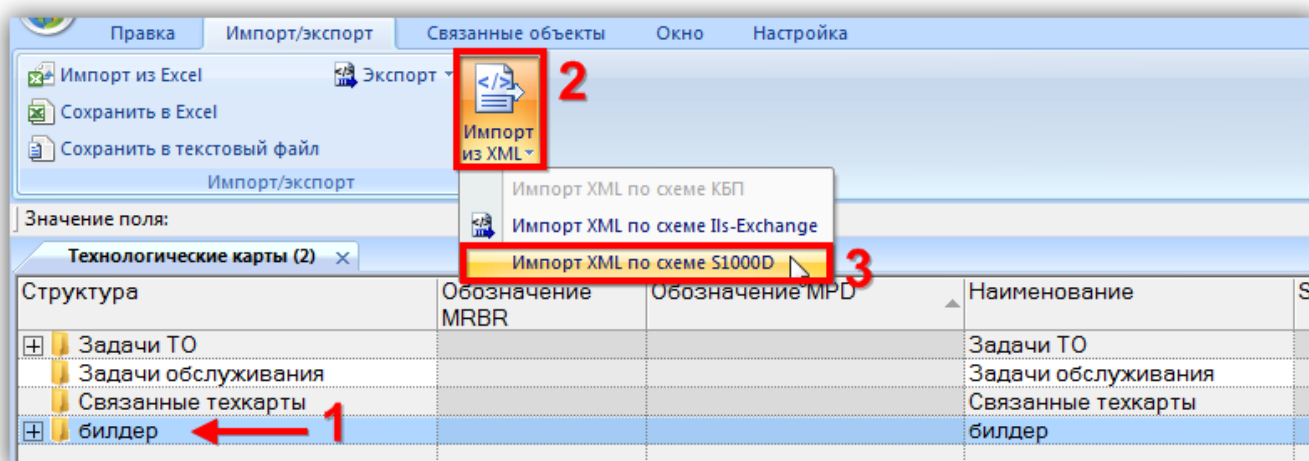 Правка Импорт/экспорт Связанные объекты Окно Настройка
Импорт из Excel Экспорт
2
Сохранить в Excel
Импорт
из XML
Сохранить в текстовый файл
Импорт/экспорт
Импорт XML по схеме КБП
Значение поля:
Импорт XML по схеме Ils-Exchange
Технологические карты (2)
Импорт XML по схеме S1000D
3
Структура Обозначение MRBR Обозначение MPD Наименование S
Задачи ТО Задачи ТО
Задачи обслуживания Задачи обслуживания
Связанные техкарты Связанные техкарты
1
билдер билдер